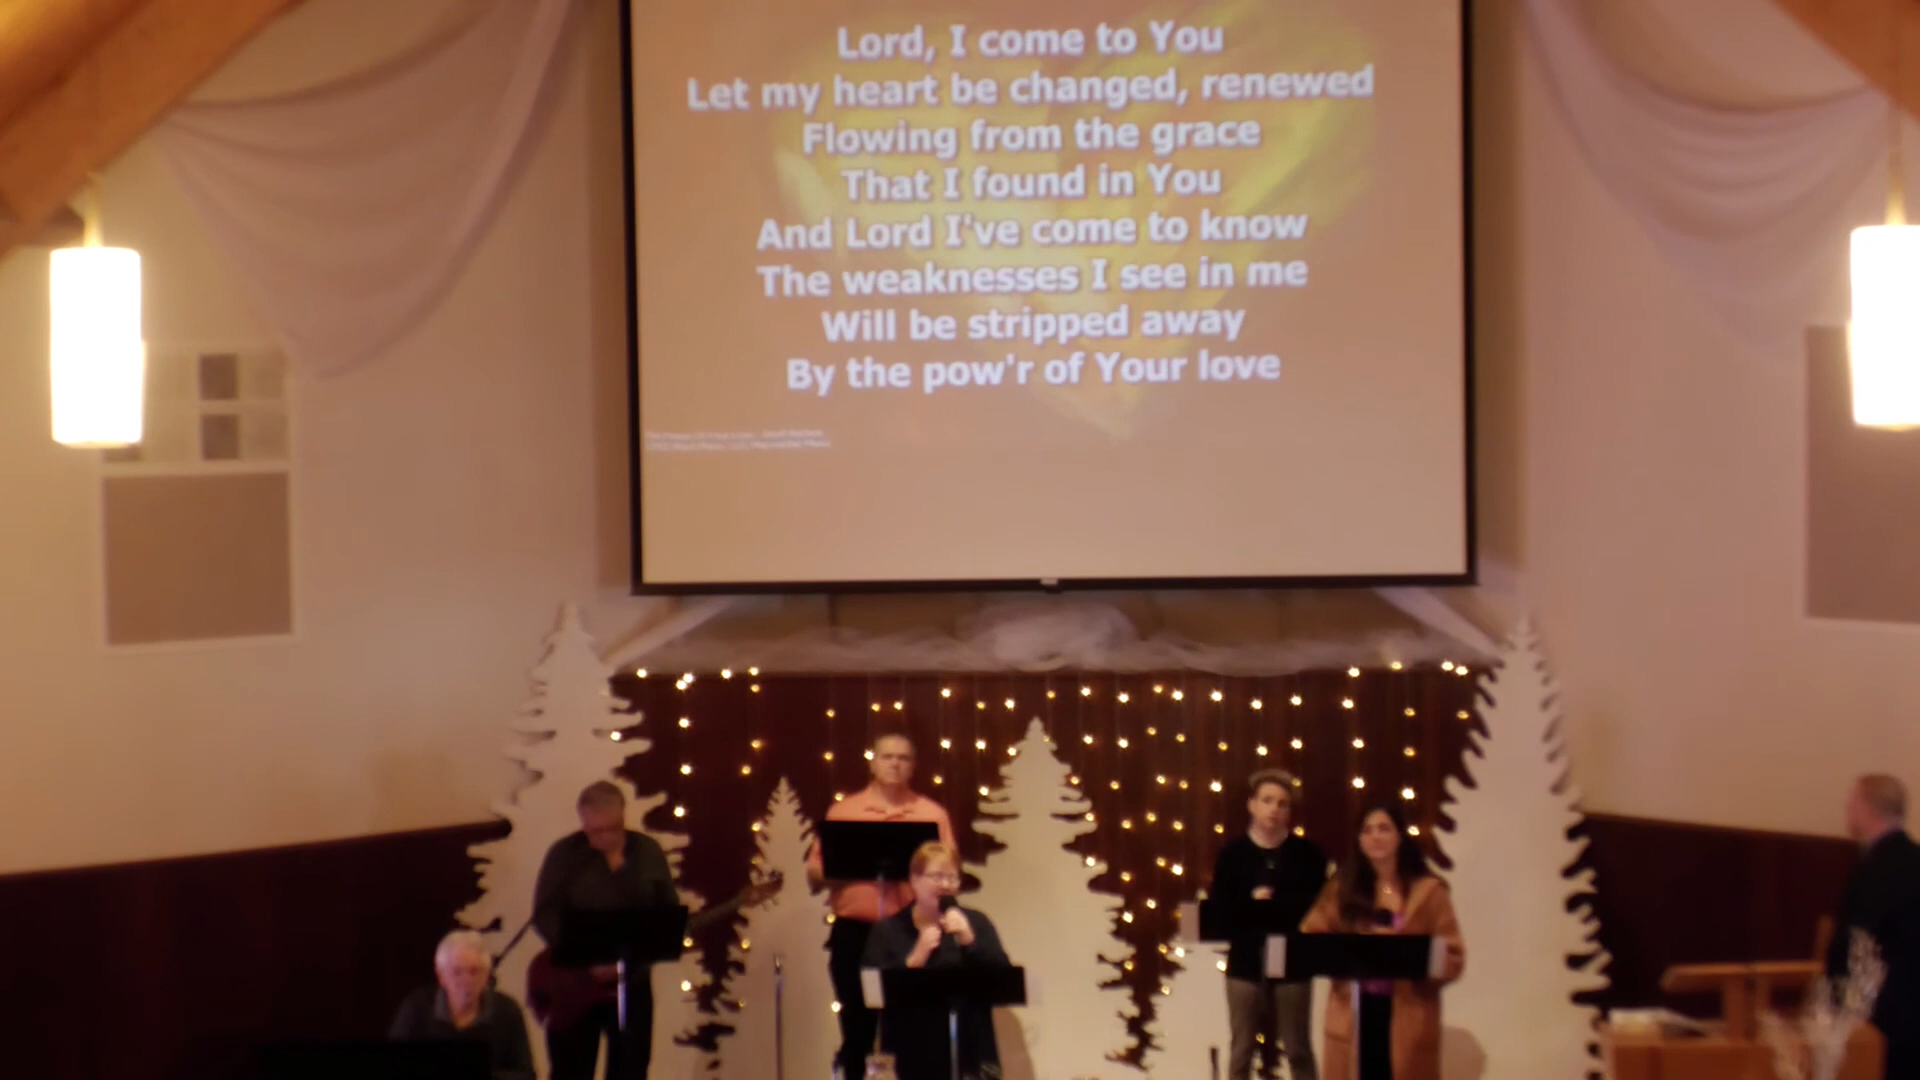 Lord, I come to You
Let my heart be changed, renewed
Flowing from the grace
That I found in You
And Lord I've come to know
The weaknesses I see in me
Will be stripped away
By the pow'r of Your love